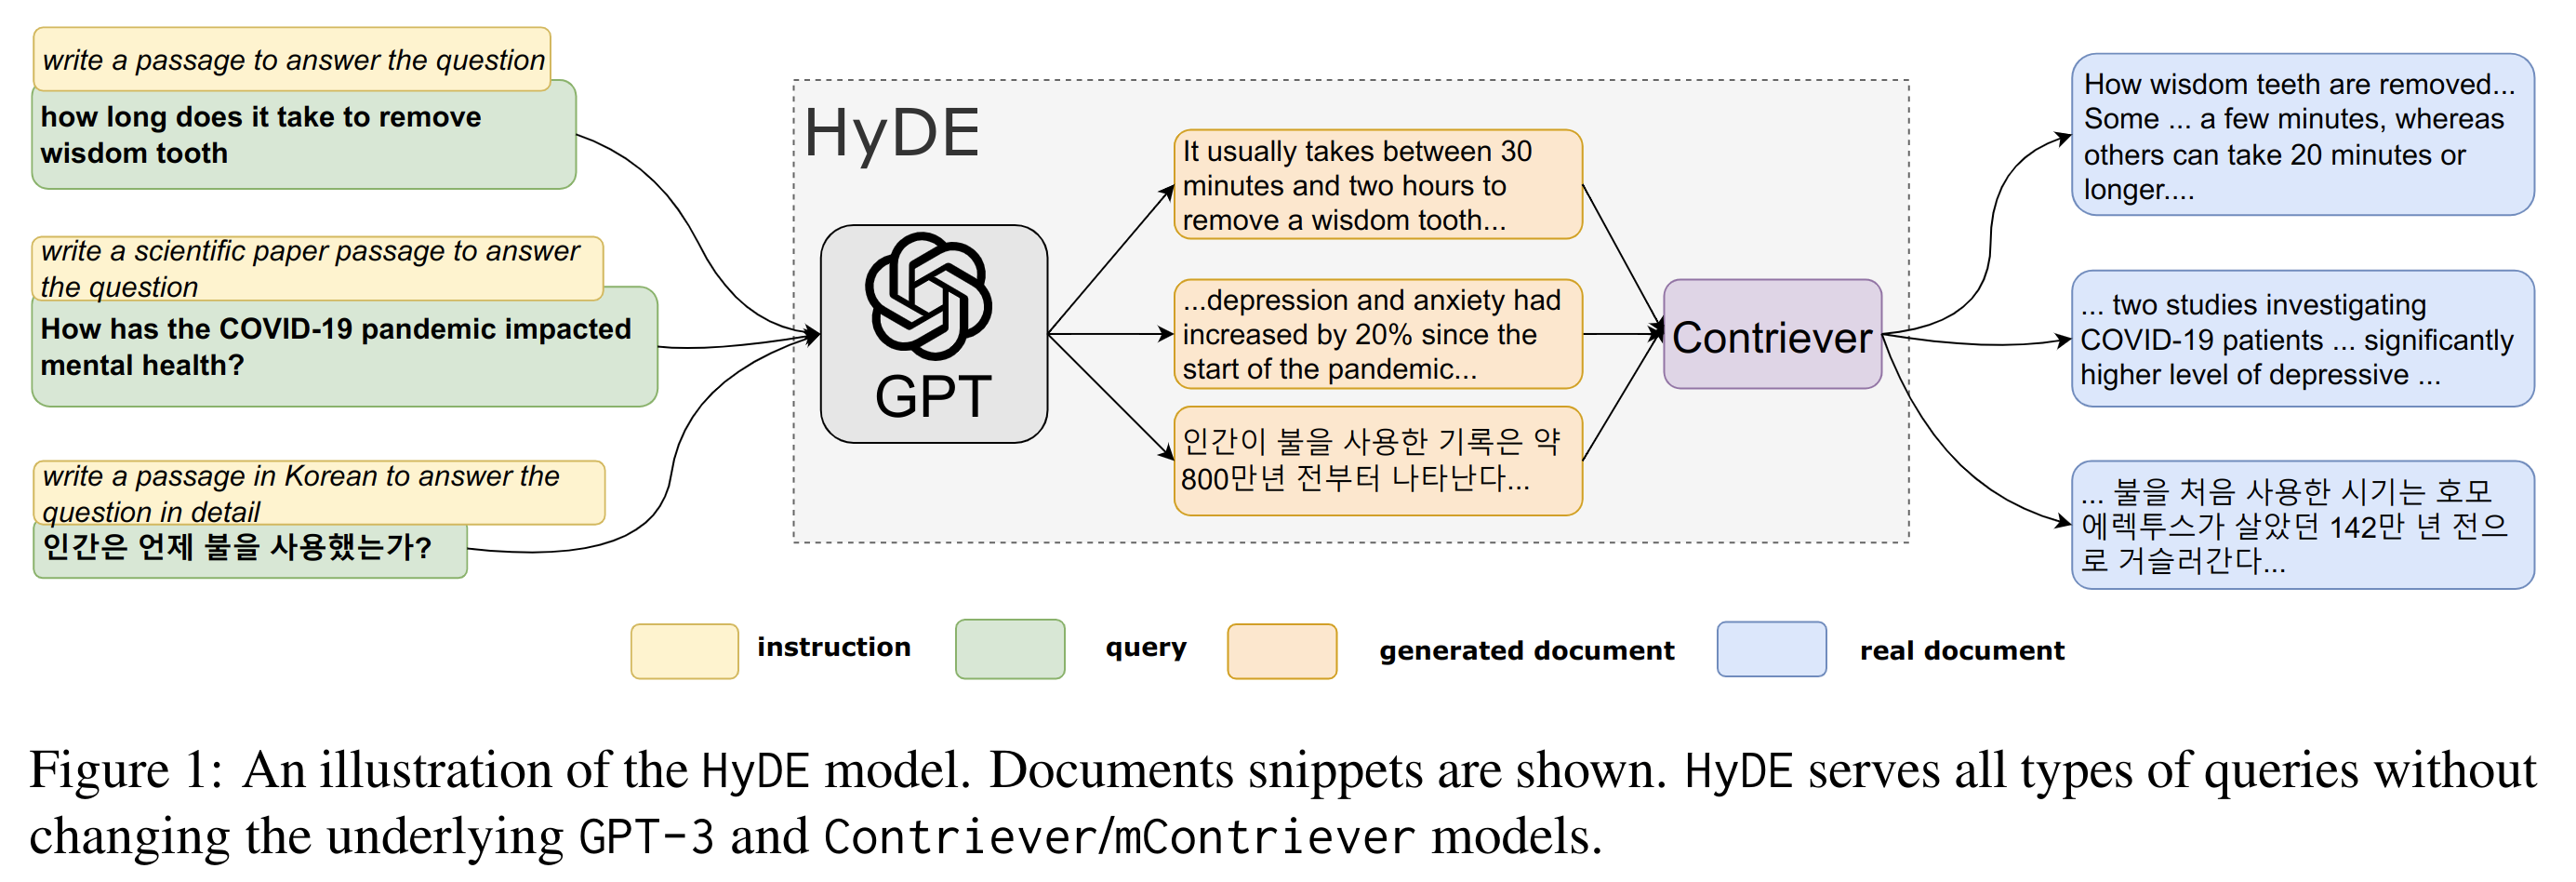 write a passage to answer the question
how long does it take to remove
wisdom tooth
write a scientific paper passage to answer
the question
How has the COVID-19 pandemic impacted
mental health?
write a passage in Korean to answer the
question in detail
인간은 언제 불을 사용했는가?
HyDE
GPT
It usually takes between 30
minutes and two hours to
remove a wisdom tooth...
...depression and anxiety had
increased by 20% since the
start of the pandemic...
인간이 불을 사용한 기록은 약
800만년 전부터 나타난다...
Contriever
How wisdom teeth are removed...
Some ... a few minutes, whereas
others can take 20 minutes or
longer....
... two studies investigating
COVID-19 patients ... significantly
higher level of depressive ...
... 불을 처음 사용한 시기는 호모
에렉투스가 살았던 142만 년 전으
로 거슬러간다...
instruction
query
generated document
real document
Figure 1: An illustration of the HyDE model. Documents snippets are shown. HyDE serves all types of queries without
changing the underlying GPT-3 and Contriever/mContriever models.